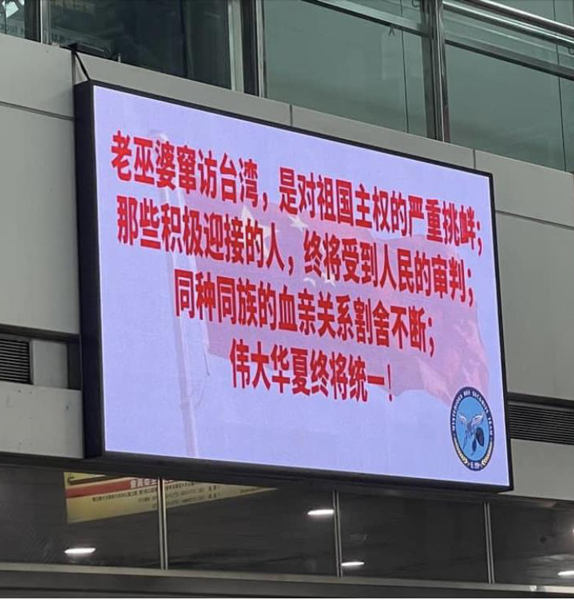 老巫婆窜访台湾，是对祖国主权的严重挑衅；
那些积极迎接的人，终将受到人民的审判；
同种同族的血亲关系割舍不断；
伟大华夏终将统一！